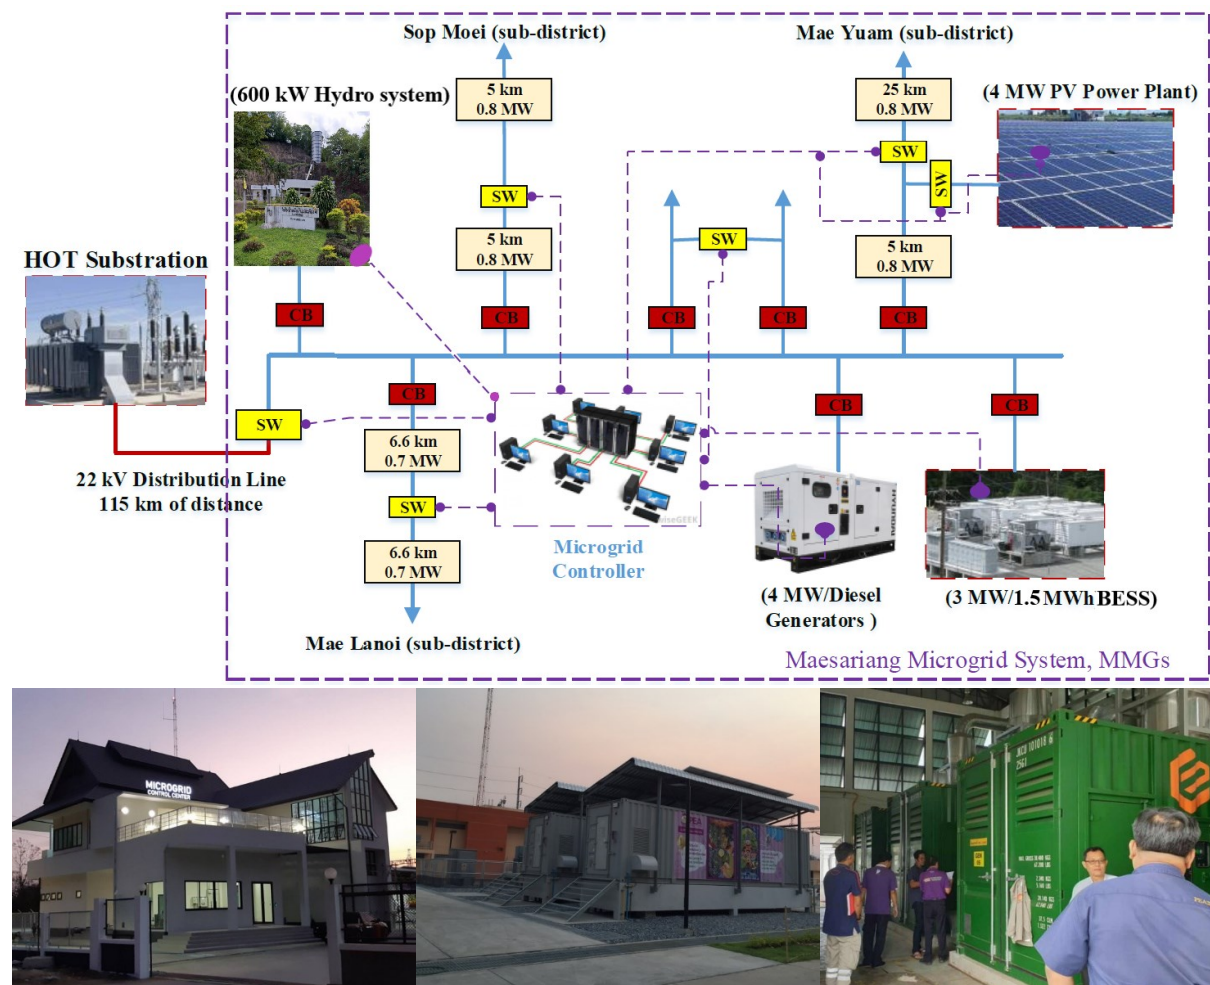 Sop Moei (sub-district)
Mae Yuam (sub-district)
(600 kW Hydro system)
5 km
0.8 MW
25 km
0.8 MW
(4 MW PV Power Plant)
SW
SW
SW
5 km
0.8 MW
SW
5 km
0.8 MW
HOT Substration
CB
CB
CB
CB
CB
CB
CB
CB
SW
6.6 km
0.7 MW
22 kV Distribution Line
115 km of distance
SW
6.6 km
0.7 MW
Microgrid
Controller
HYUNDAI
(4 MW/Diesel
Generators )
(3 MW/1.5 MWh BESS)
Mae Lanoi (sub-district)
Maesariang Microgrid System, MMGs
MICROGRID
CONTROL CENTER
JKCU 101018 6
2561